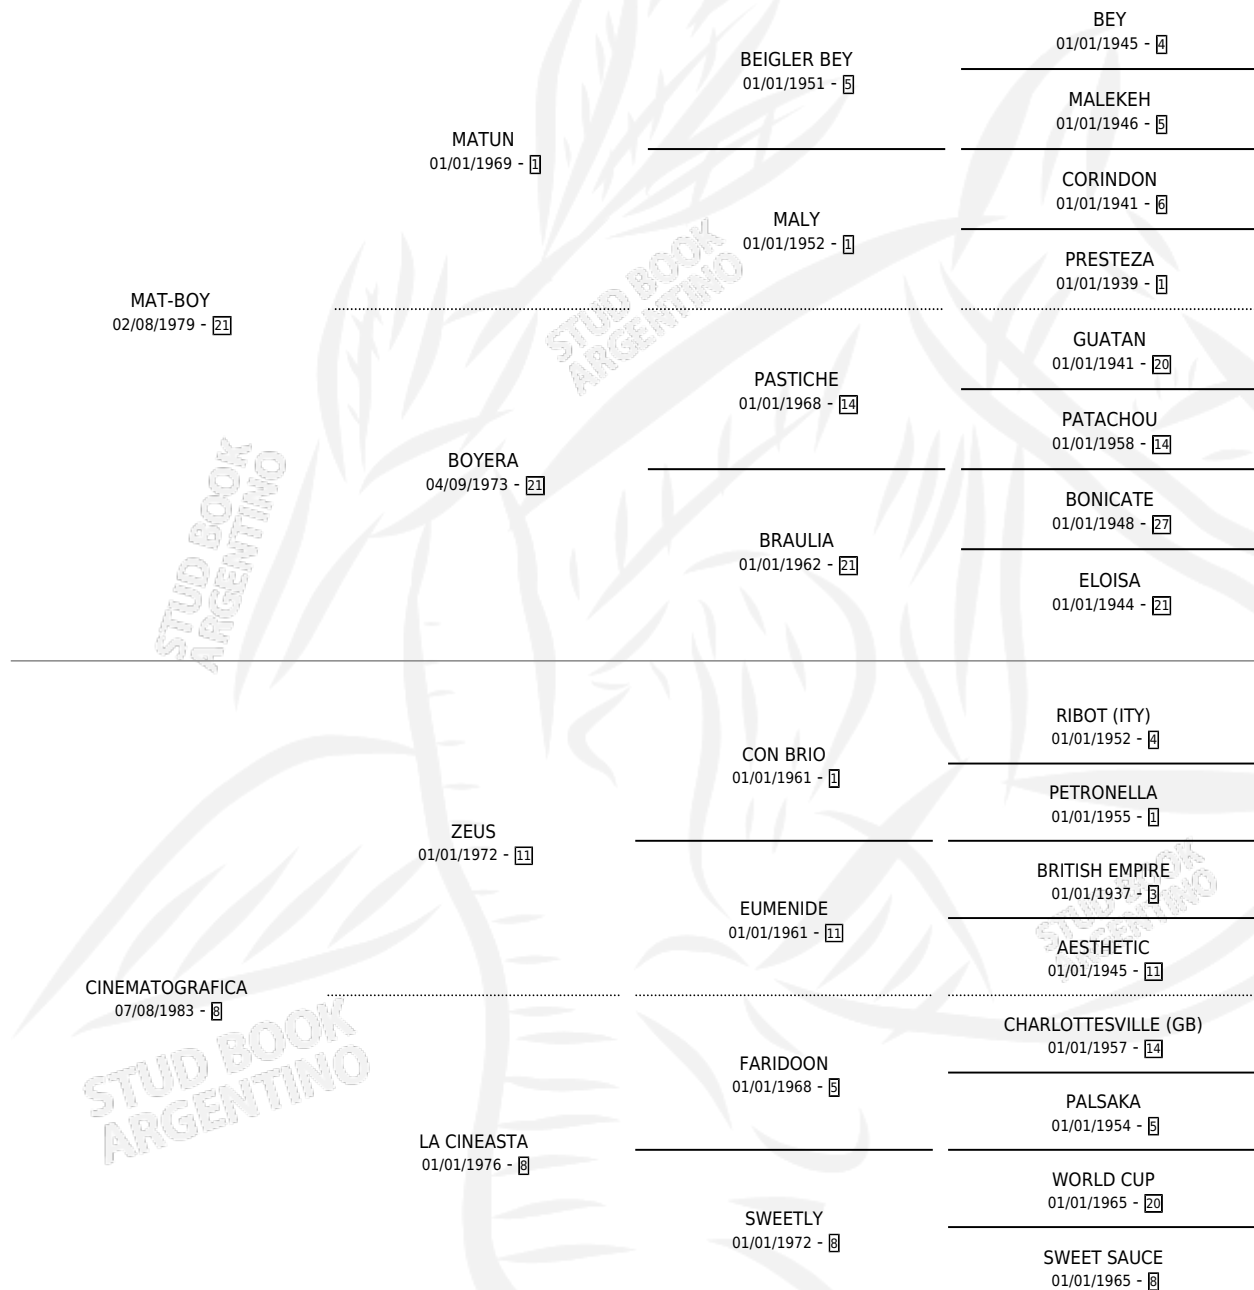 BEY
01/01/1945 - 4
BEIGLER BEY
01/01/1951 - 5
MALEKEH
01/01/1946 - 5
MATUN
01/01/1969 - 1
CORINDON
01/01/1941 - 6
MALY
01/01/1952 - 1
PRESTEZA
01/01/1939 - 1
MAT-BOY
02/08/1979 - 21
GUATAN
01/01/1941 - 20
PASTICHE
01/01/1968 - 14
PATACHOU
01/01/1958 - 14
BOYERA
04/09/1973 - 21
BONICATE
01/01/1948 - 27
BRAULIA
01/01/1962 - 21
ELOISA
01/01/1944 - 21
RIBOT (ITY)
01/01/1952 - 4
CON BRIO
01/01/1961 - 1
PETRONELLA
01/01/1955 - 1
ZEUS
01/01/1972 - 11
BRITISH EMPIRE
01/01/1937 - 3
EUMENIDE
01/01/1961 - 11
AESTHETIC
01/01/1945 - 11
CINEMATOGRAFICA
07/08/1983 - 8
CHARLOTTESVILLE (GB)
01/01/1957 - 14
FARIDOON
01/01/1968 - 5
PALSAKA
01/01/1954 - 5
LA CINEASTA
01/01/1976 - 8
WORLD CUP
01/01/1965 - 20
SWEETLY
01/01/1972 - 8
SWEET SAUCE
01/01/1965 - 8
STUD BOOK
ARGENTINO
STUD BOOK
ARGENTINO
STUD BOOK
ARGENTINO
STUD BOOK
ARGENTINO